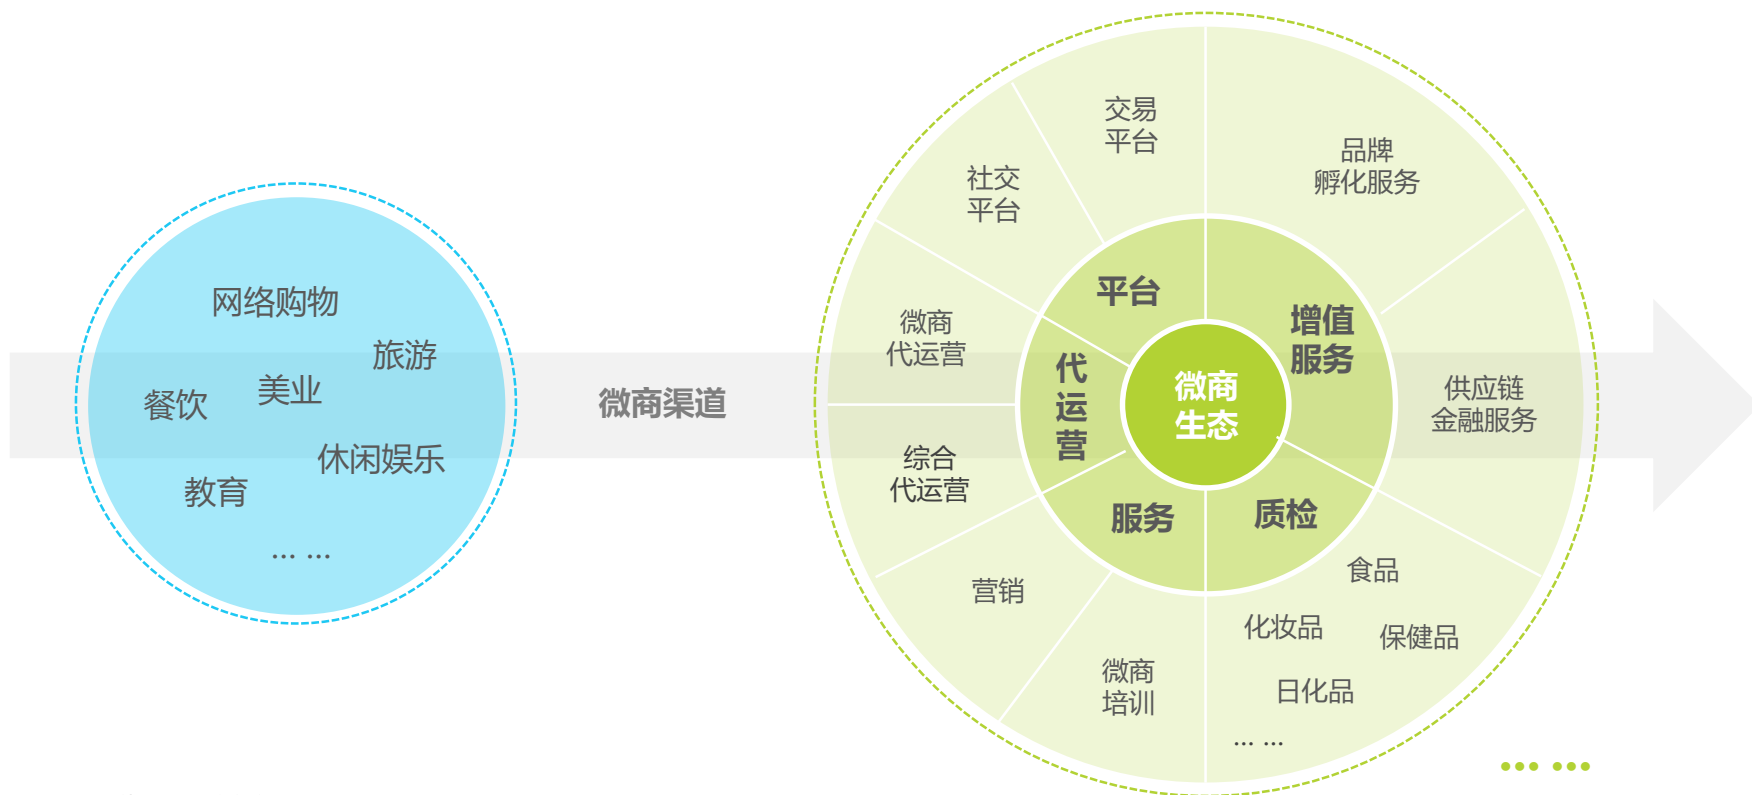 网络购物
旅游
美业
餐饮
休闲娱乐
教育
... ...
微商渠道
交易
平台
社交
平台
品牌
孵化服务
微商
代运营
综合
代运营
供应链
金融服务
营销
微商
培训
食品
化妆品
保健品
日化品
... ...
平台
增值
服务
代
运
营
服务
质检
微商
生态
... ...